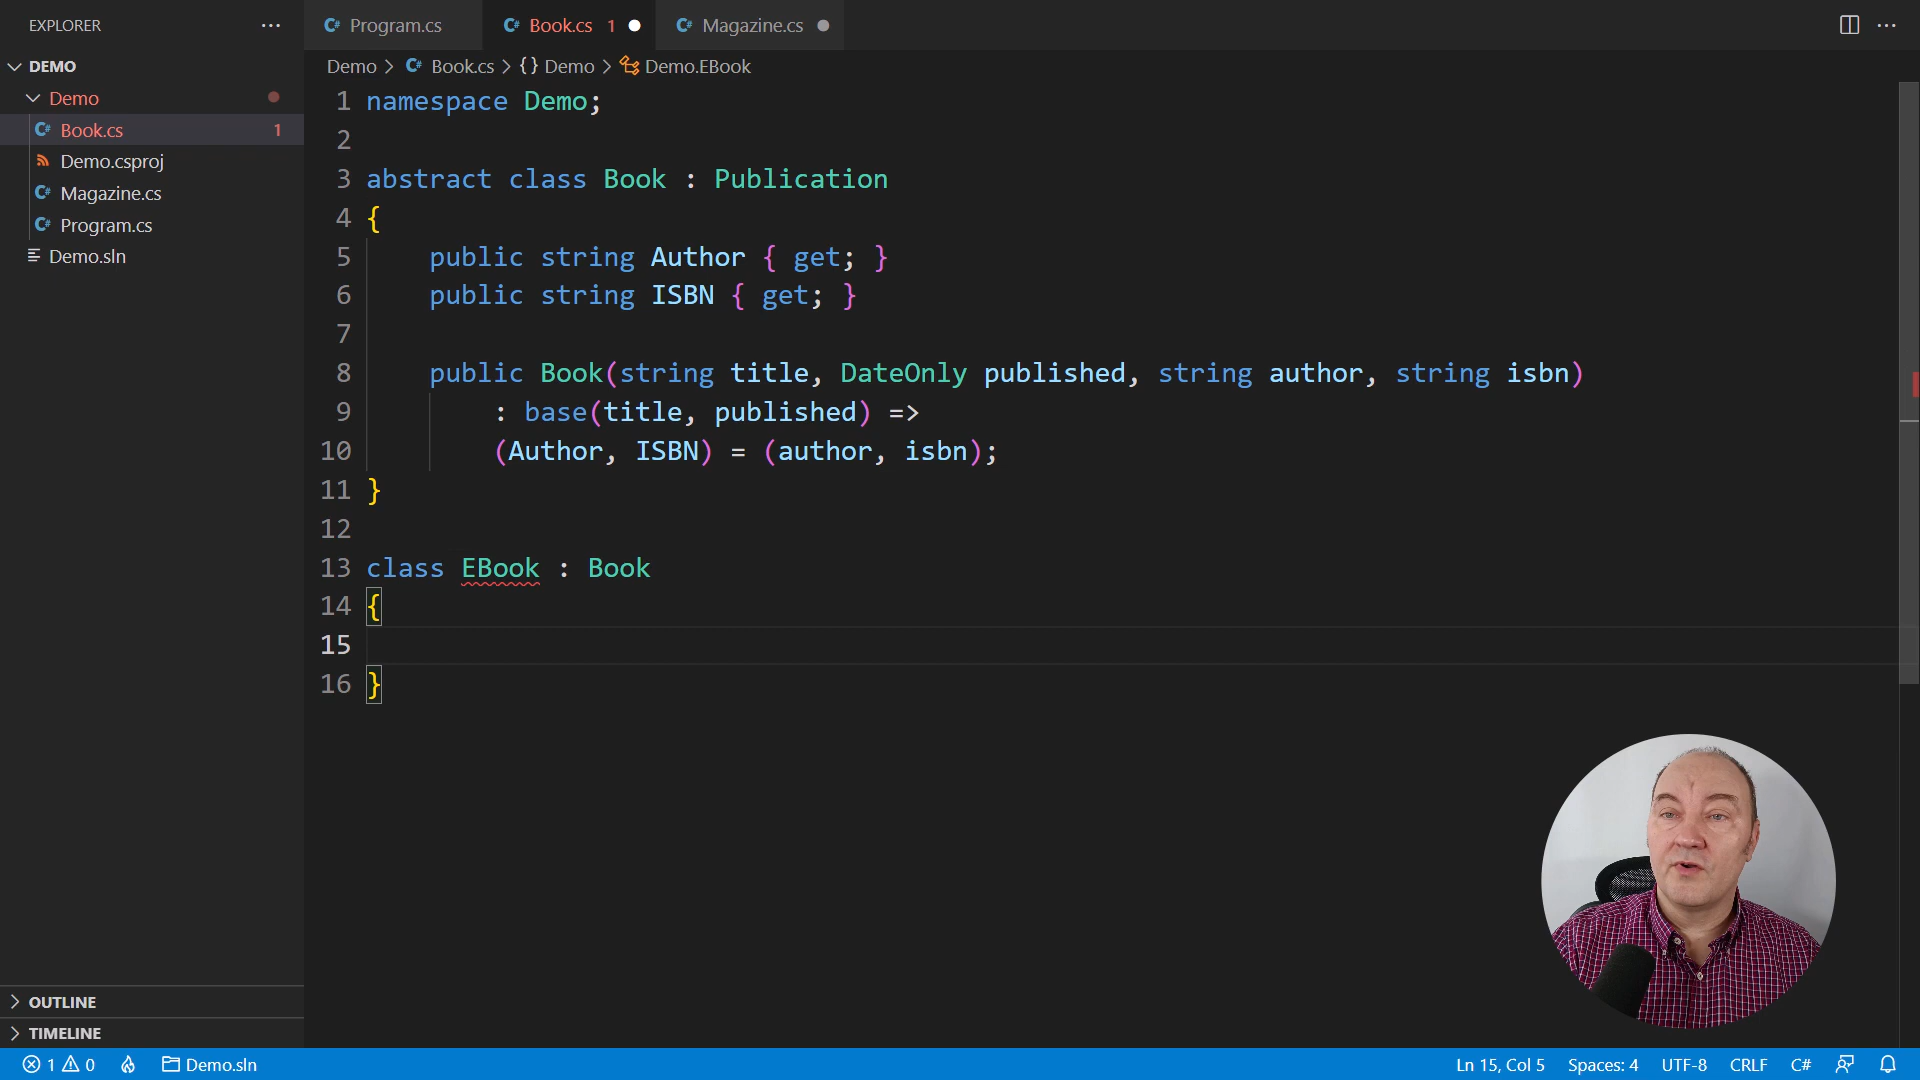 EXPLORER
DEMO
Demo
Book.cs 1
Demo.csproj
Magazine.cs
Program.cs
Demo.sln
OUTLINE
TIMELINE
Program.cs
Book.cs 1
Magazine.cs
Demo > Book.cs > {} Demo > Demo.EBook
1 namespace Demo;
2
3 abstract class Book : Publication
4 {
5 public string Author { get; }
6 public string ISBN { get; }
7
8 public Book(string title, DateOnly published, string author, string isbn)
9 : base(title, published) =>
10 (Author, ISBN) = (author, isbn);
11 }
12
13 class EBook : Book
14 {
15
16 }
1 0 Demo.sln Ln 15, Col 5 Spaces: 4 UTF-8 CRLF C#